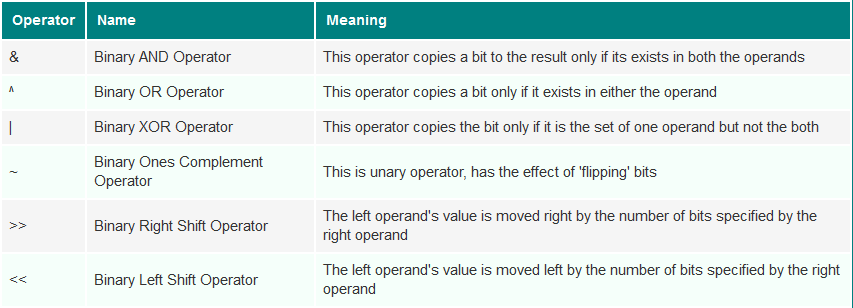 Operator Name Meaning
& Binary AND Operator This operator copies a bit to the result only if its exists in both the operands
^ Binary OR Operator This operator copies a bit only if it exists in either the operand
| Binary XOR Operator This operator copies the bit only if it is the set of one operand but not the both
~ Binary Ones Complement
Operator This is unary operator, has the effect of 'flipping' bits
>> Binary Right Shift Operator The left operand's value is moved right by the number of bits specified by the
right operand
<< Binary Left Shift Operator The left operand's value is moved left by the number of bits specified by the right
operand